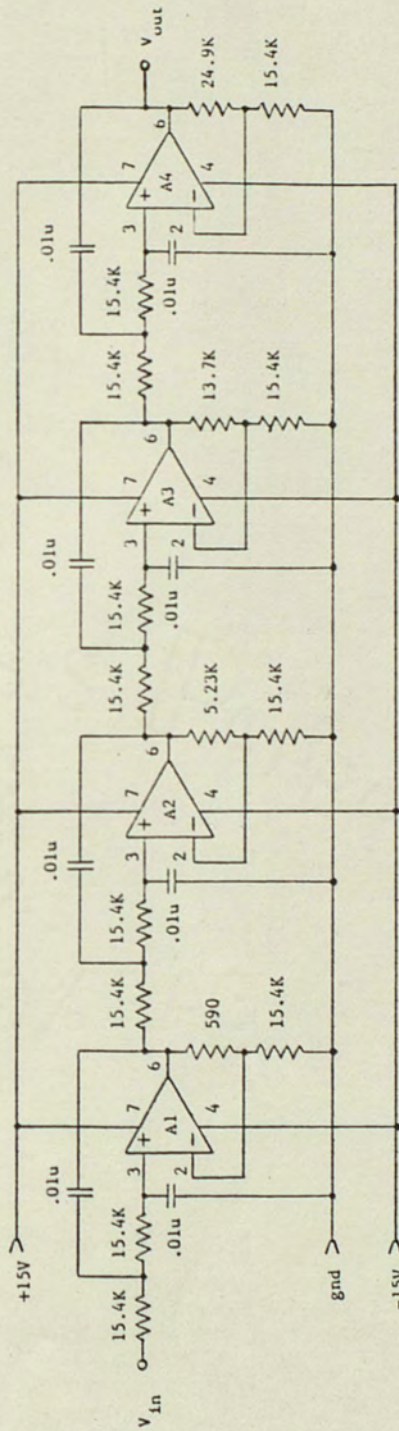 +15V
.01u
.01u
.01u
.01u
V_in
15.4K
15.4K
.01u
3
2
+
-
A1
7
4
6
590
15.4K
15.4K
15.4K
.01u
3
2
+
-
A2
7
4
6
5.23K
15.4K
15.4K
15.4K
.01u
3
2
+
-
A3
7
4
6
13.7K
15.4K
15.4K
15.4K
.01u
3
2
+
-
A4
7
4
6
24.9K
15.4K
V_out
gnd
-15V